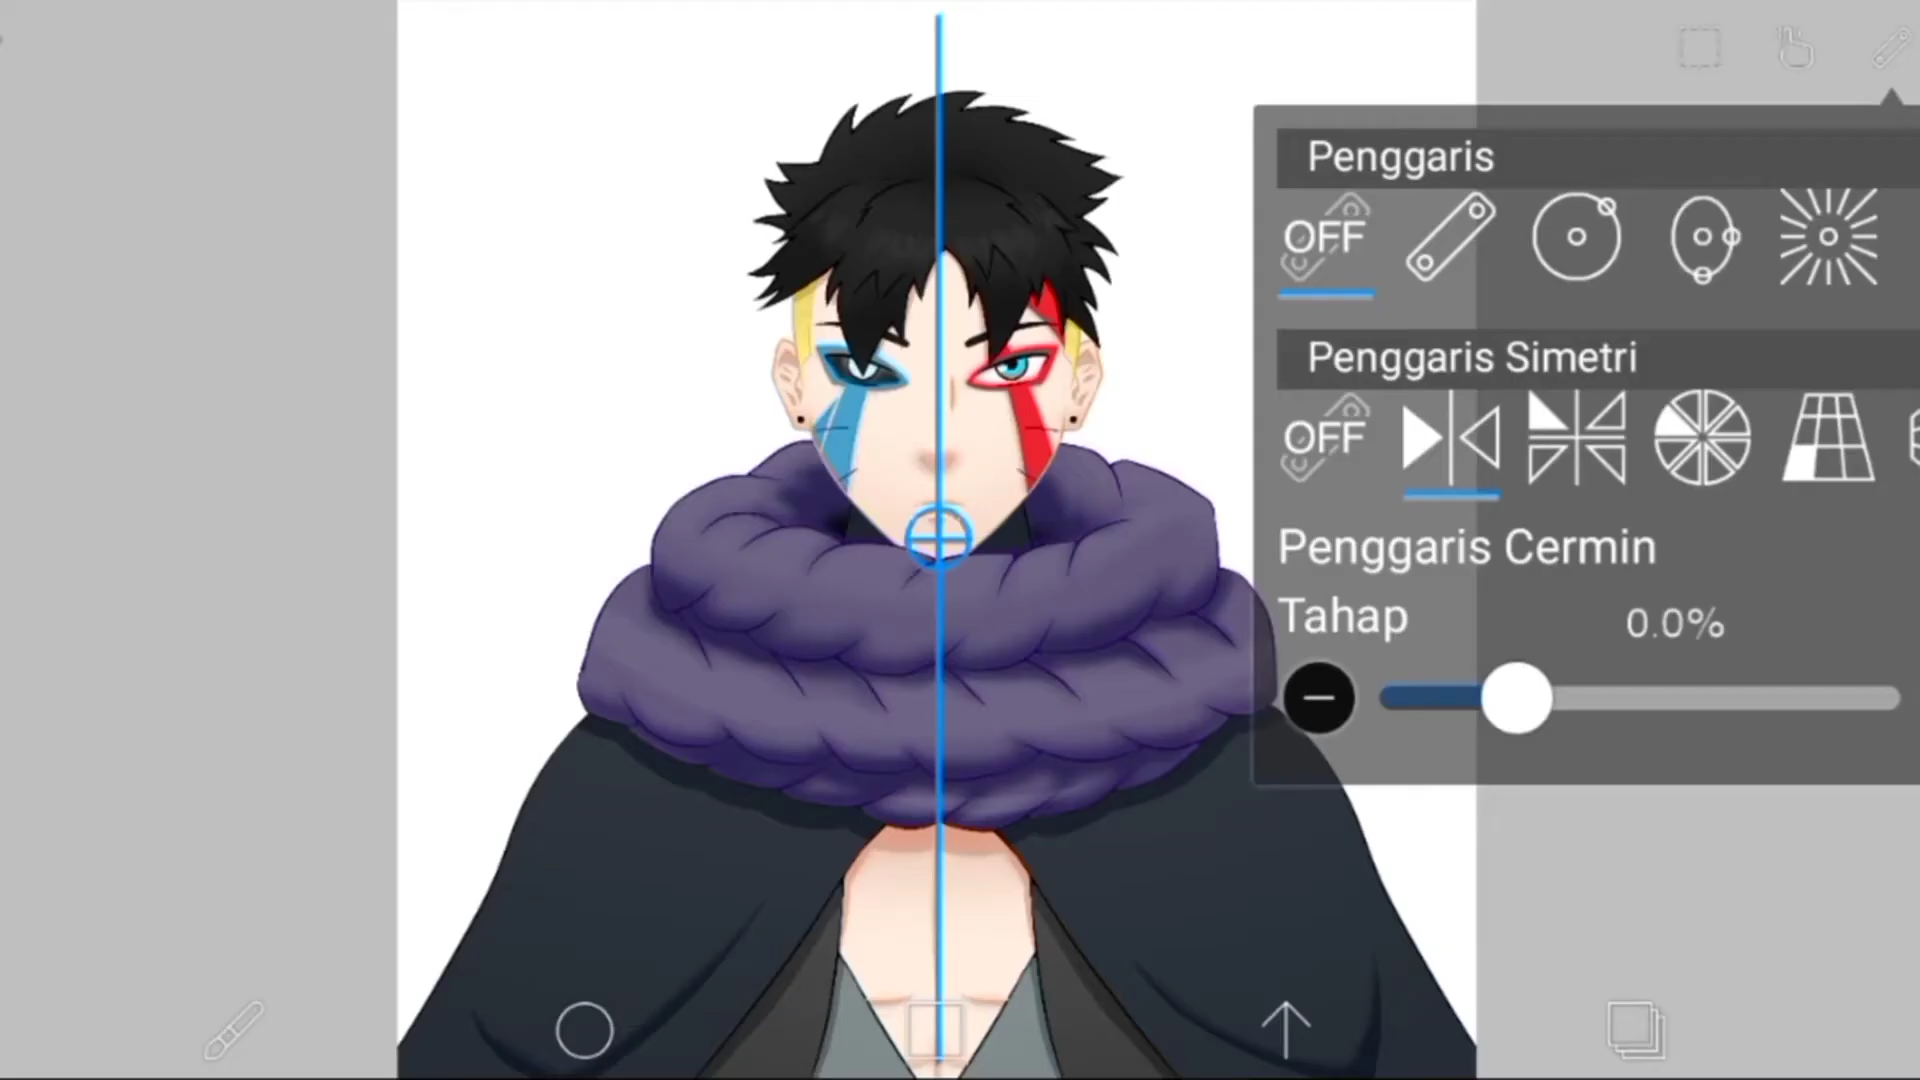 Penggaris
OFF
Penggaris Simetri
OFF
Penggaris Cermin
Tahap 0.0%